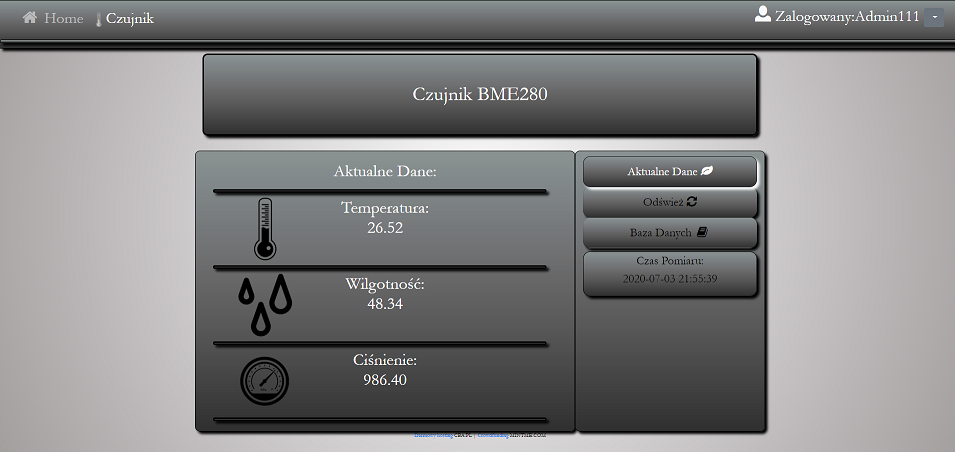 Home Czujnik
Zalogowany:Admin111
Czujnik BME280
Aktualne Dane:
Temperatura:
26.52
Wilgotność:
48.34
Ciśnienie:
986.40
Aktualne Dane
Odśwież
Baza Danych
Czas Pomiaru:
2020-07-03 21:55:39